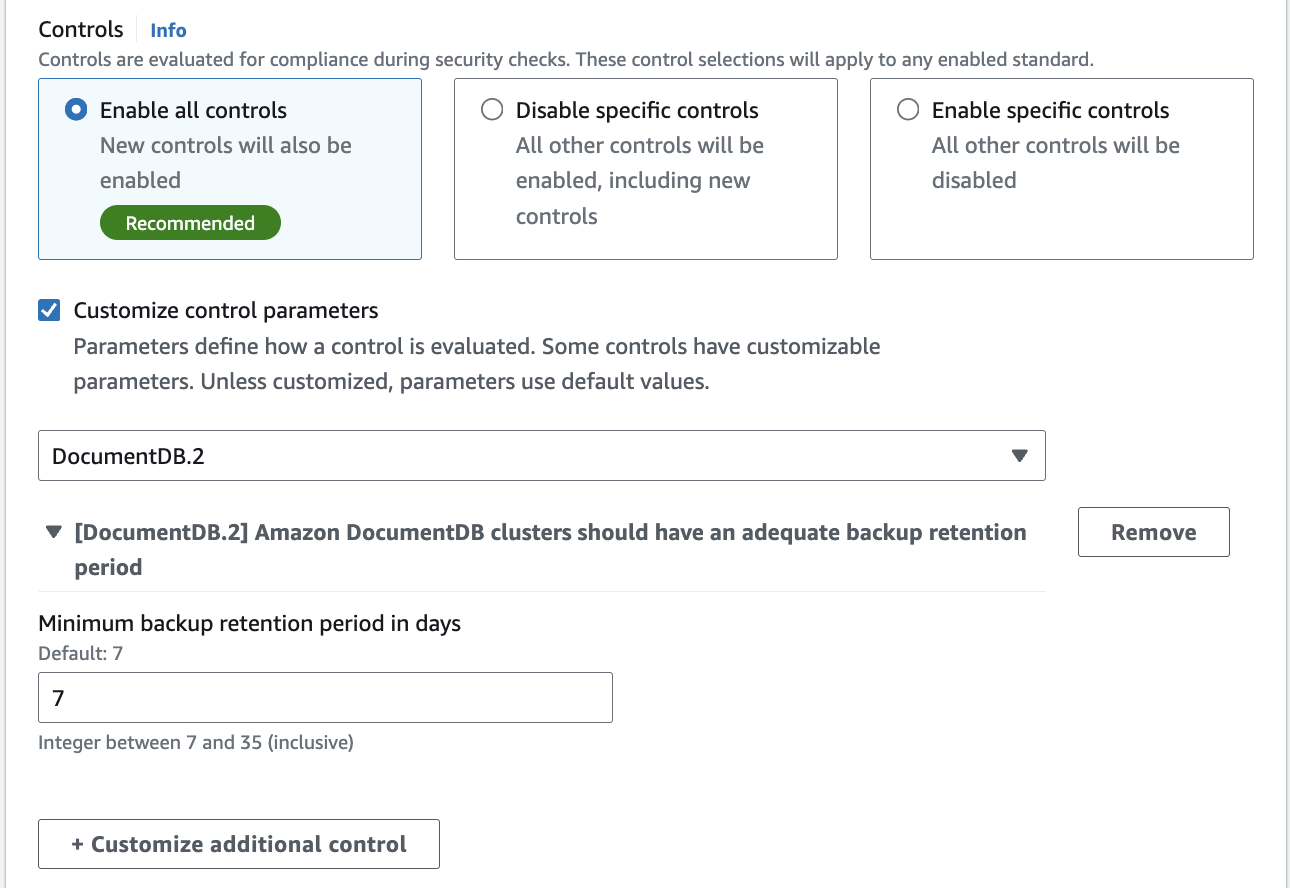 Controls Info
Controls are evaluated for compliance during security checks. These control selections will apply to any enabled standard.
Enable all controls
New controls will also be
enabled
Recommended
Disable specific controls
All other controls will be
enabled, including new
controls
Enable specific controls
All other controls will be
disabled
Customize control parameters
Parameters define how a control is evaluated. Some controls have customizable
parameters. Unless customized, parameters use default values.
DocumentDB.2
[DocumentDB.2] Amazon DocumentDB clusters should have an adequate backup retention
period
Remove
Minimum backup retention period in days
Default: 7
7
Integer between 7 and 35 (inclusive)
+ Customize additional control